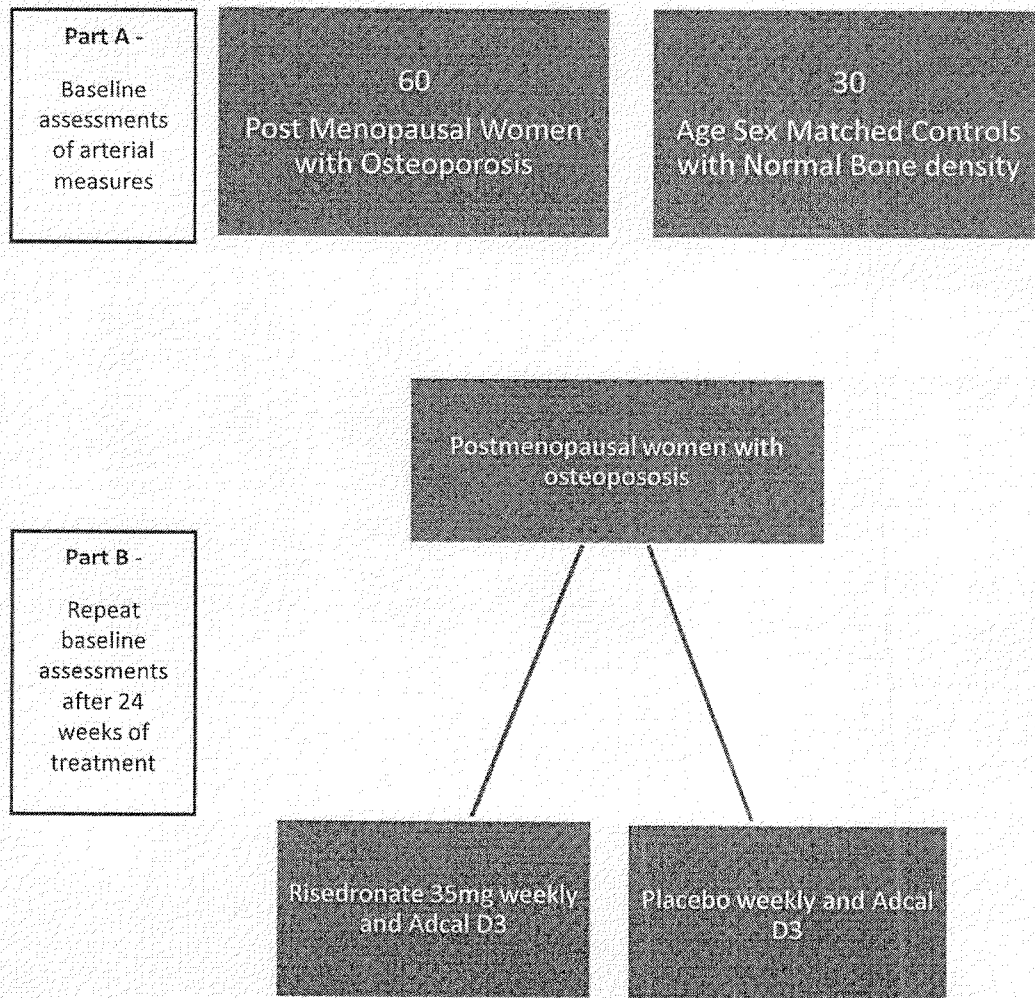 Part A -
Baseline
assessments
of arterial
measures
60
Post Menopausal Women
with Osteoporosis
30
Age Sex Matched Controls
with Normal Bone density
Postmenopausal women with
osteopososis
Part B -
Repeat
baseline
assessments
after 24
weeks of
treatment
Risedronate 35mg weekly
and Adcal D3
Placebo weekly and Adcal
D3